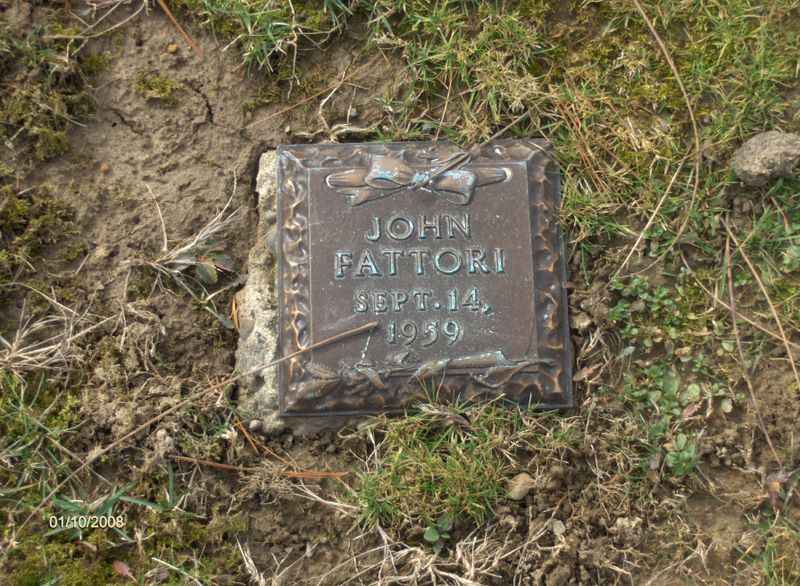 JOHN
FATTORI
SEPT. 14,
1959
01/10/2008